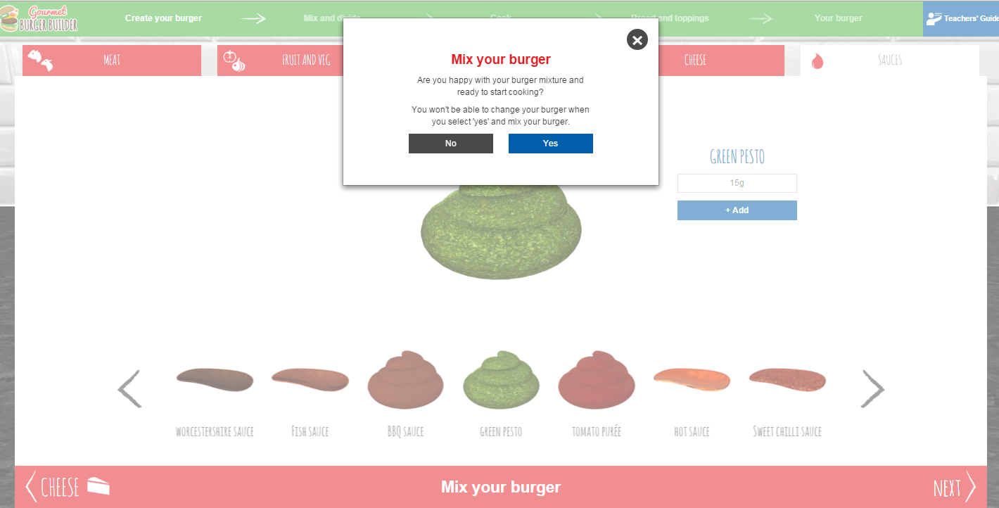 Gourmet
BURGER BUILDER
Create your burger
Mix and divide
Cook
Bread and toppings
Your burger
Teachers' Guide
MEAT
FRUIT AND VEG
CHEESE
SAUCES
Mix your burger
Are you happy with your burger mixture and
ready to start cooking?
You won't be able to change your burger when
you select 'yes' and mix your burger.
No
Yes
GREEN PESTO
15g
+ Add
WORCESTERSHIRE SAUCE
FISH SAUCE
BBQ SAUCE
GREEN PESTO
TOMATO PURÉE
HOT SAUCE
SWEET CHILLI SAUCE
CHEESE
Mix your burger
NEXT